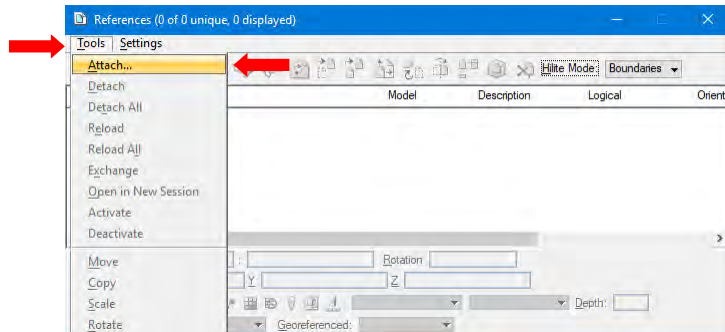 References (0 of 0 unique, 0 displayed)
Tools Settings
Attach...
Hilite Mode: Boundaries
Detach
Model Description Logical Orient
Detach All
Reload
Reload All
Exchange
Open in New Session
Activate
Deactivate
Move
: Rotation
Copy
Y Z
Scale
Depth:
Rotate
Georeferenced: